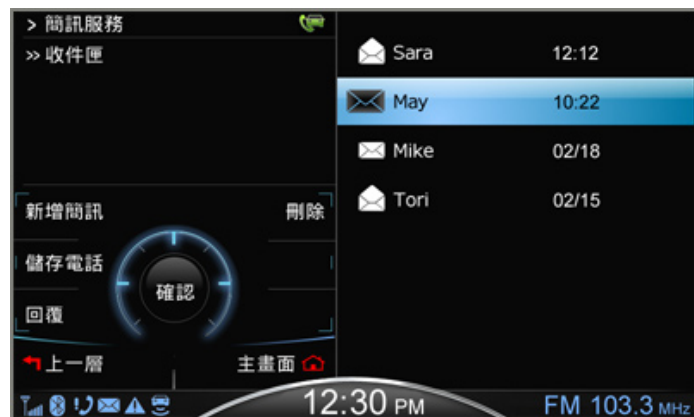 > 簡訊服務
>> 收件匣
Sara 12:12
May 10:22
Mike 02/18
Tori 02/15
新增簡訊 刪除
儲存電話
確認
回覆
上一層 主畫面
12:30 PM
FM 103.3 MHz